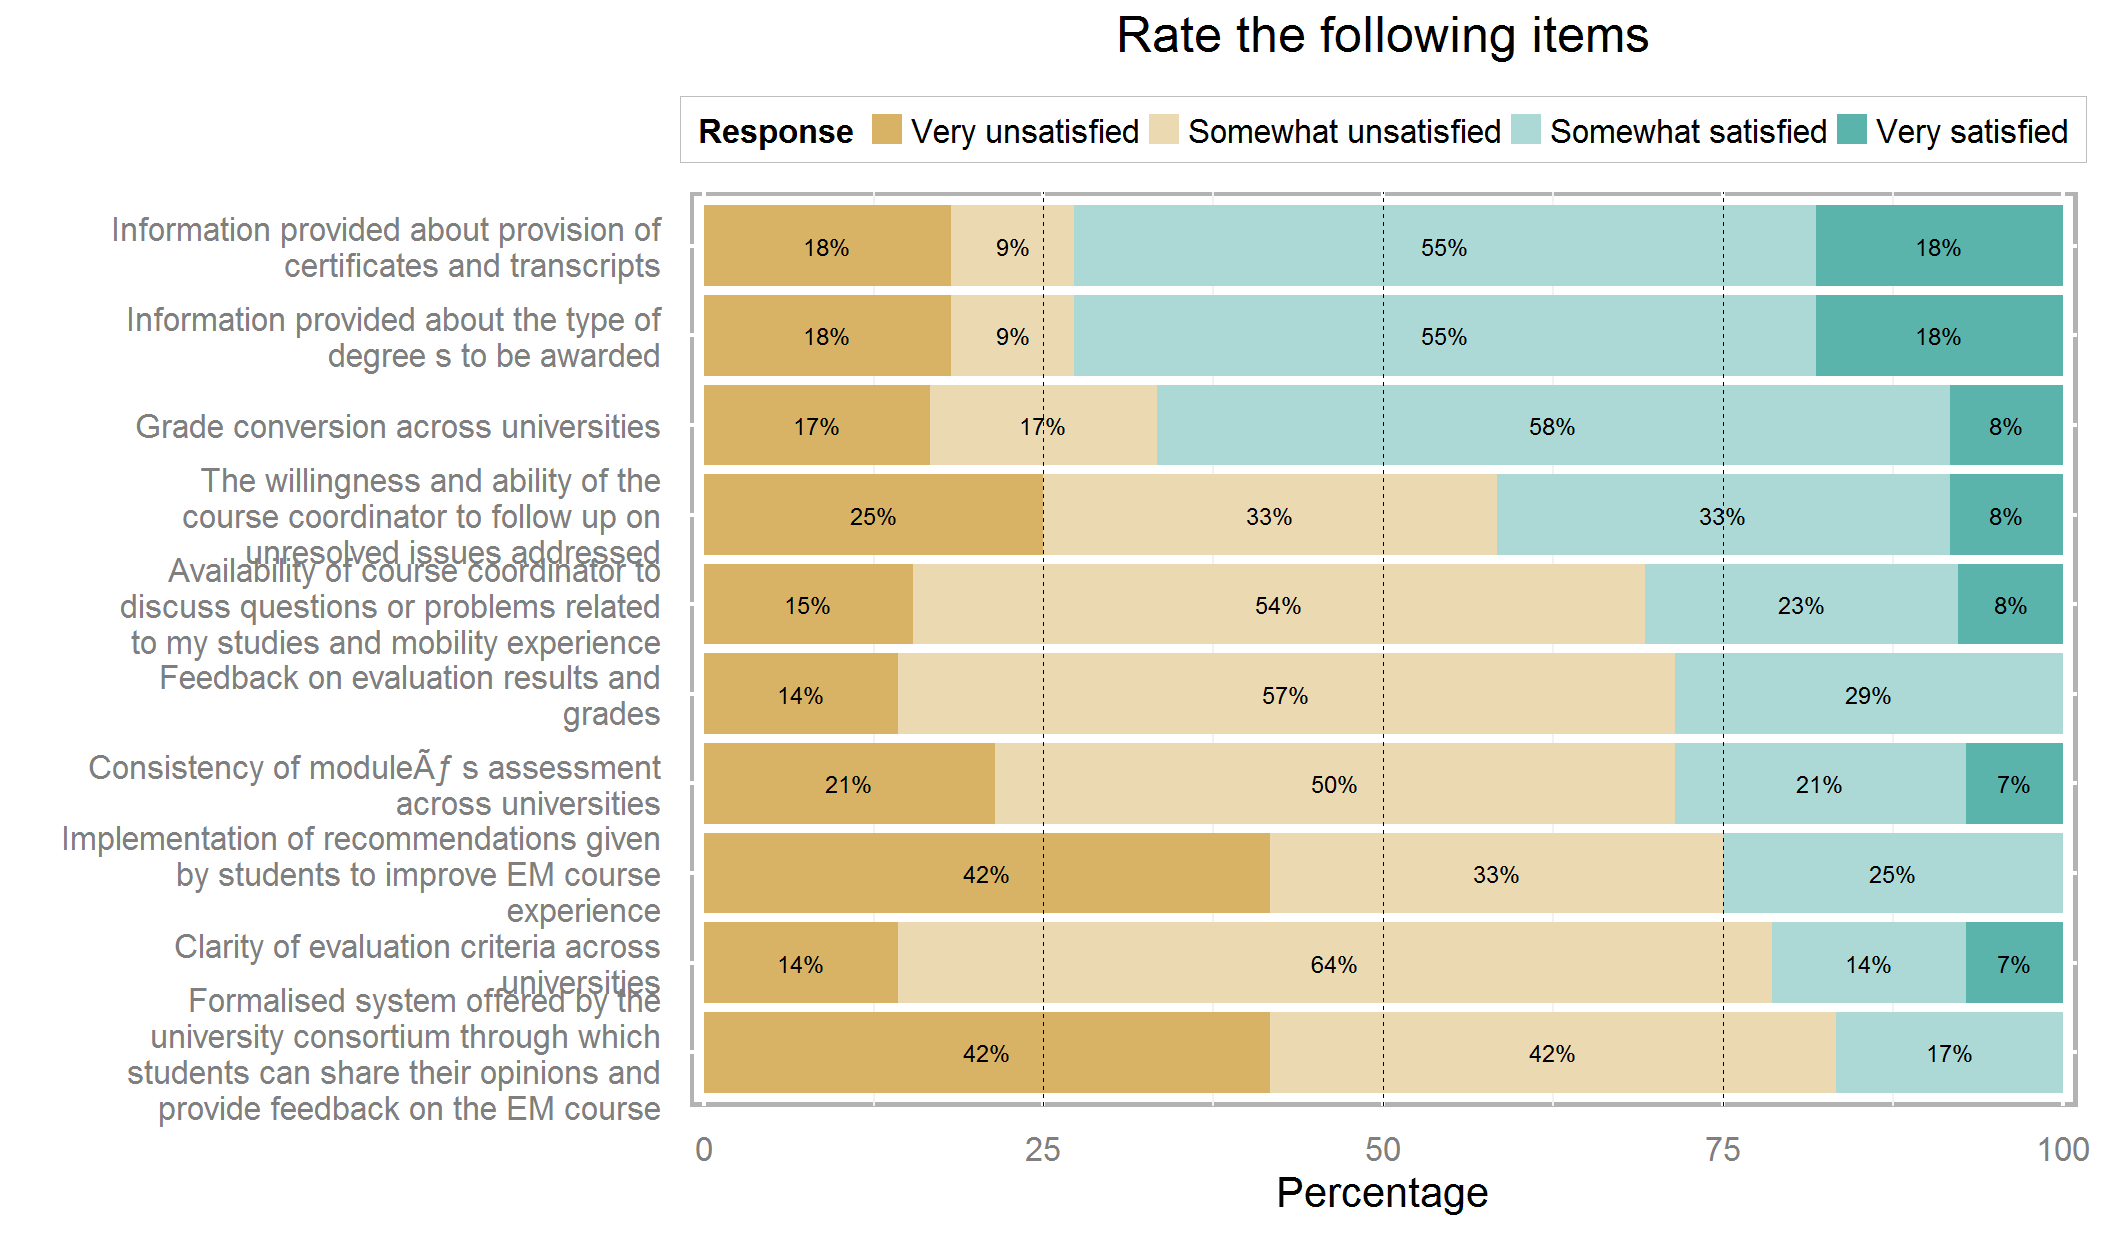 Rate the following items
Response Very unsatisfied Somewhat unsatisfied Somewhat satisfied Very satisfied
Information provided about provision of
certificates and transcripts
18% 9% 55% 18%
Information provided about the type of
degree s to be awarded
18% 9% 55% 18%
Grade conversion across universities
17% 17% 58% 8%
The willingness and ability of the
course coordinator to follow up on
unresolved issues addressed
25% 33% 33% 8%
Availability of course coordinator to
discuss questions or problems related
to my studies and mobility experience
15% 54% 23% 8%
Feedback on evaluation results and
grades
14% 57% 29%
Consistency of moduleÃƒ s assessment
across universities
21% 50% 21% 7%
Implementation of recommendations given
by students to improve EM course
experience
42% 33% 25%
Clarity of evaluation criteria across
universities
14% 64% 14% 7%
Formalised system offered by the
university consortium through which
students can share their opinions and
provide feedback on the EM course
42% 42% 17%
0 25 50 75 100
Percentage